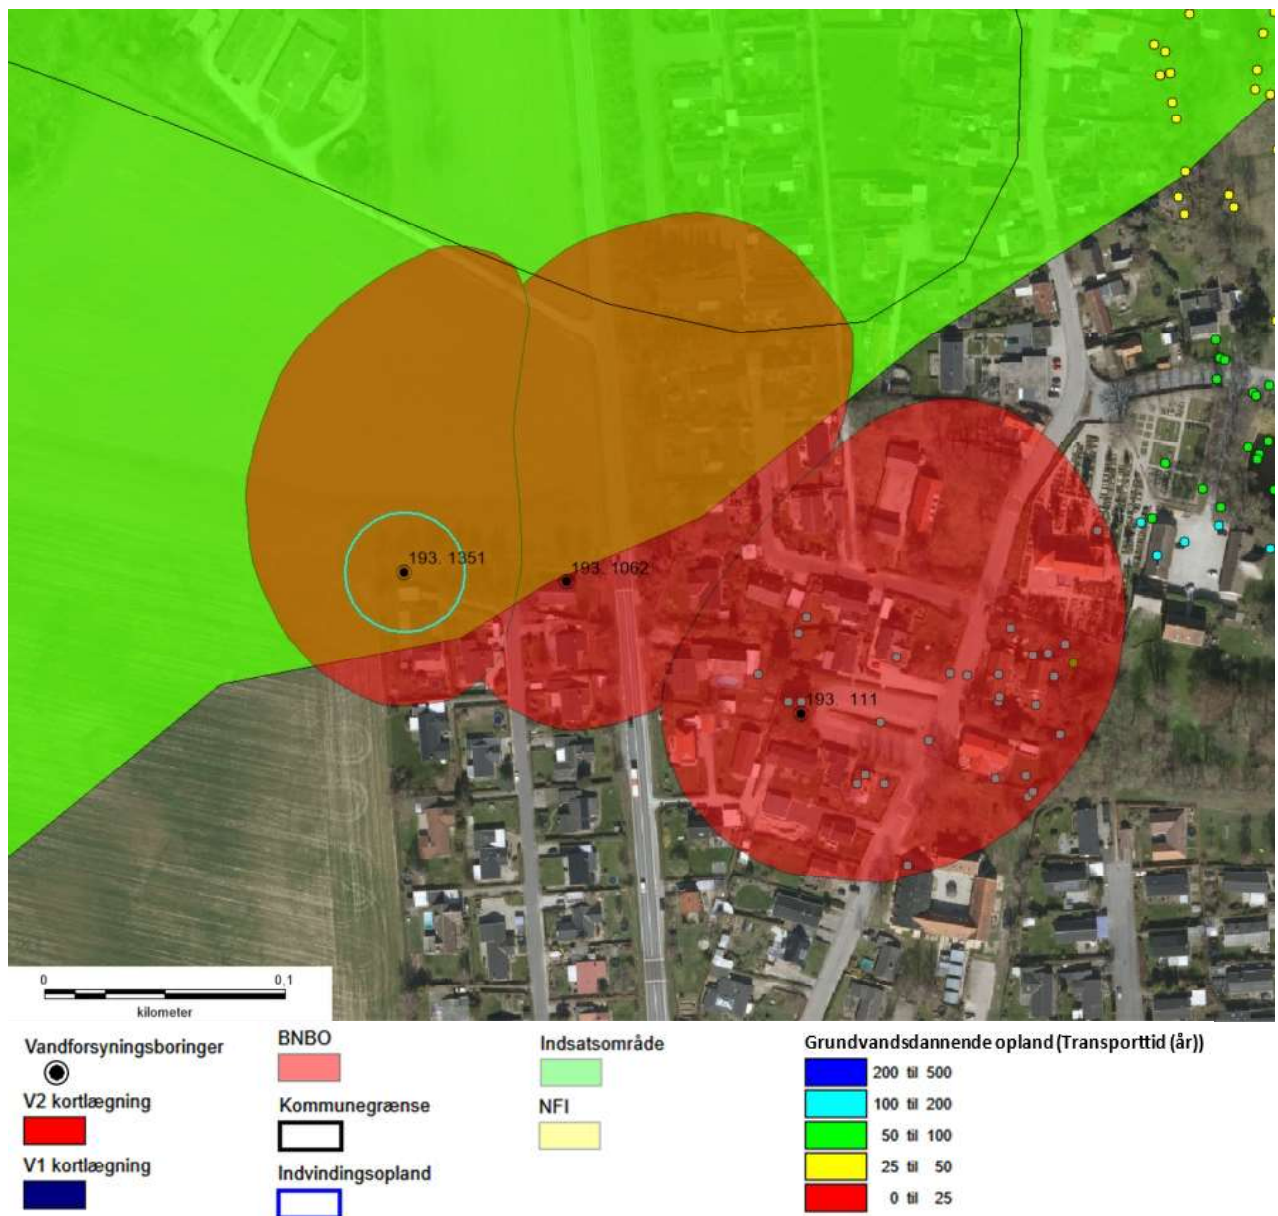 193. 1351
193. 1062
193. 111
0 0,1
kilometer
Vandforsyningsboringer
V2 kortlægning
V1 kortlægning
BNBO
Kommunegrænse
Indvindingsopland
Indsatsområde
NFI
Grundvandsdannende opland (Transporttid (år))
200 til 500
100 til 200
50 til 100
25 til 50
0 til 25